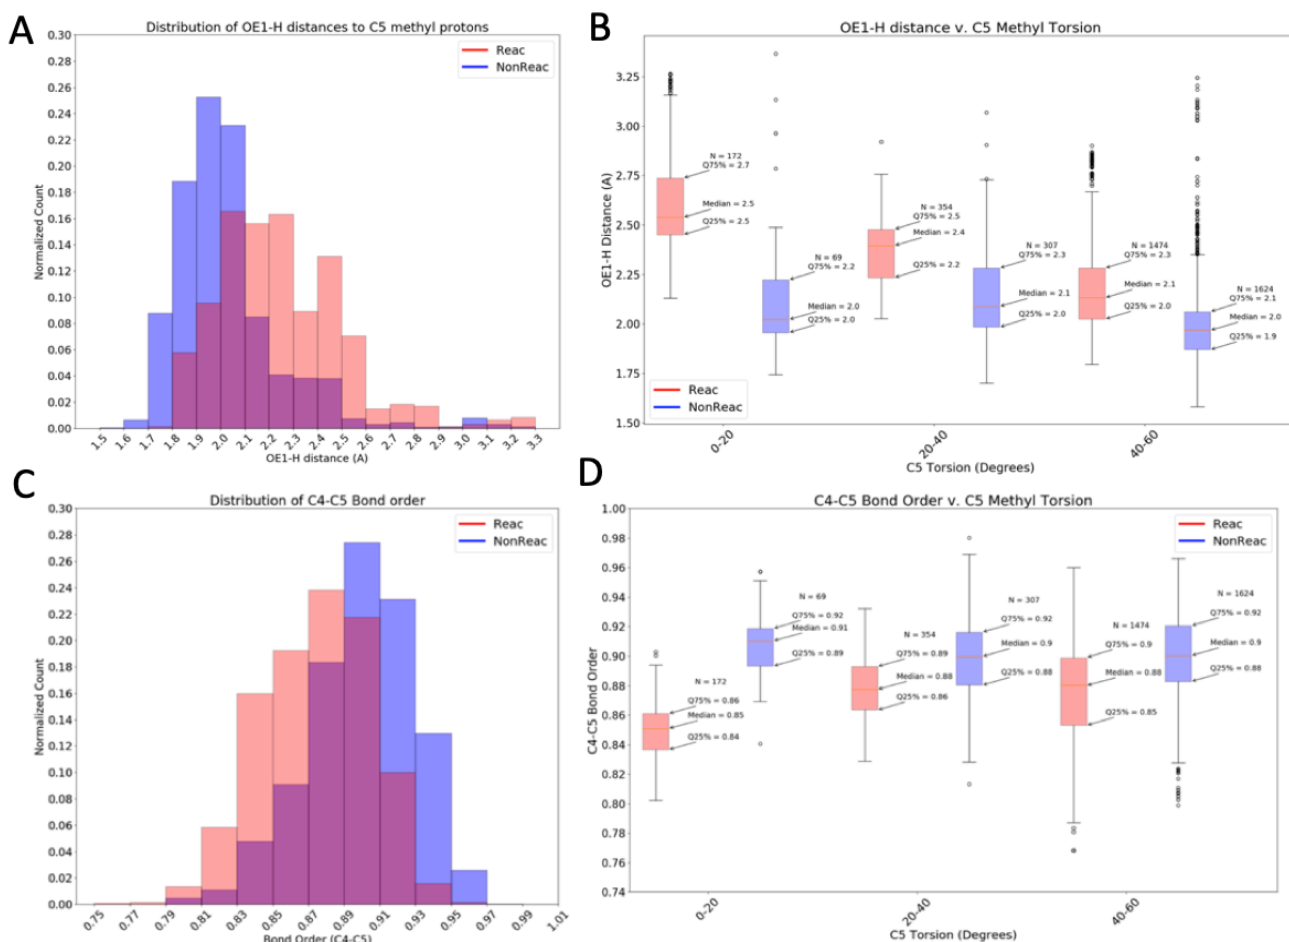 A
Distribution of OE1-H distances to C5 methyl protons
Reac
NonReac
0.30
0.28
0.26
0.24
0.22
0.20
0.18
0.16
0.14
0.12
0.10
0.08
0.06
0.04
0.02
0.00
Normalized Count
1.5 1.6 1.7 1.8 1.9 2.0 2.1 2.2 2.3 2.4 2.5 2.6 2.7 2.8 2.9 3.0 3.1 3.2 3.3
OE1-H distance (A)
B
OE1-H distance v. C5 Methyl Torsion
3.25
3.00
2.75
2.50
2.25
2.00
1.75
1.50
OE1-H Distance (A)
N = 172
Q75% = 2.7
Median = 2.5
Q25% = 2.5
N = 69
Q75% = 2.2
Median = 2.0
Q25% = 2.0
N = 354
Q75% = 2.5
Median = 2.4
Q25% = 2.2
N = 307
Q75% = 2.3
Median = 2.1
Q25% = 2.0
N = 1474
Q75% = 2.3
Median = 2.1
Q25% = 2.0
N = 1624
Q75% = 2.1
Median = 2.0
Q25% = 1.9
Reac
NonReac
0-20 20-40 40-60
C5 Torsion (Degrees)
C
Distribution of C4-C5 Bond order
Reac
NonReac
0.30
0.28
0.26
0.24
0.22
0.20
0.18
0.16
0.14
0.12
0.10
0.08
0.06
0.04
0.02
0.00
Normalized Count
0.75 0.77 0.79 0.81 0.83 0.85 0.87 0.89 0.91 0.93 0.95 0.97 0.99 1.01
Bond Order (C4-C5)
D
C4-C5 Bond Order v. C5 Methyl Torsion
Reac
NonReac
1.00
0.98
0.96
0.94
0.92
0.90
0.88
0.86
0.84
0.82
0.80
0.78
0.76
0.74
C4-C5 Bond Order
N = 172
Q75% = 0.86
Median = 0.85
Q25% = 0.84
N = 69
Q75% = 0.92
Median = 0.91
Q25% = 0.89
N = 354
Q75% = 0.89
Median = 0.88
Q25% = 0.86
N = 307
Q75% = 0.92
Median = 0.9
Q25% = 0.88
N = 1474
Q75% = 0.9
Median = 0.88
Q25% = 0.85
N = 1624
Q75% = 0.92
Median = 0.9
Q25% = 0.88
0-20 20-40 40-60
C5 Torsion (Degrees)